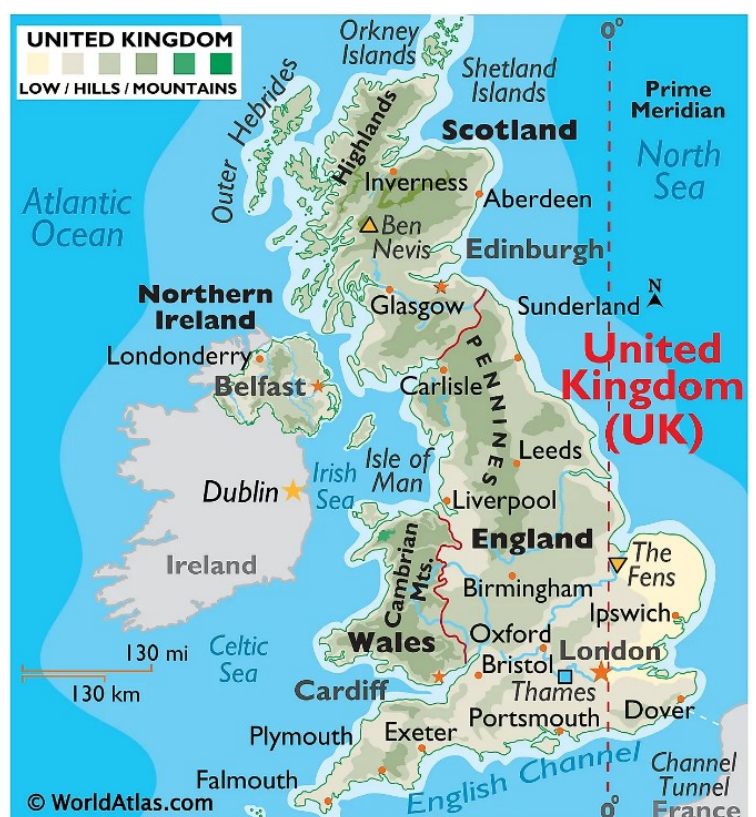 UNITED KINGDOM
LOW / HILLS / MOUNTAINS
Orkney
Islands
Shetland
Islands
0°
Prime
Meridian
North
Sea
Outer Hebrides
Highlands
Scotland
Inverness
Aberdeen
Atlantic
Ocean
Ben
Nevis
Edinburgh
Northern
Ireland
Glasgow
Sunderland
N
Londonderry
Belfast
Carlisle
PENNINES
United
Kingdom
(UK)
Isle of
Man
Irish
Sea
Dublin
Leeds
Liverpool
Ireland
England
The
Fens
Cambrian
Mts.
Birmingham
Ipswich
Wales
Oxford
London
130 mi
130 km
Celtic
Sea
Cardiff
Bristol
Thames
Portsmouth
Dover
Plymouth
Exeter
Falmouth
English Channel
Channel
Tunnel
France
© WorldAtlas.com
0°